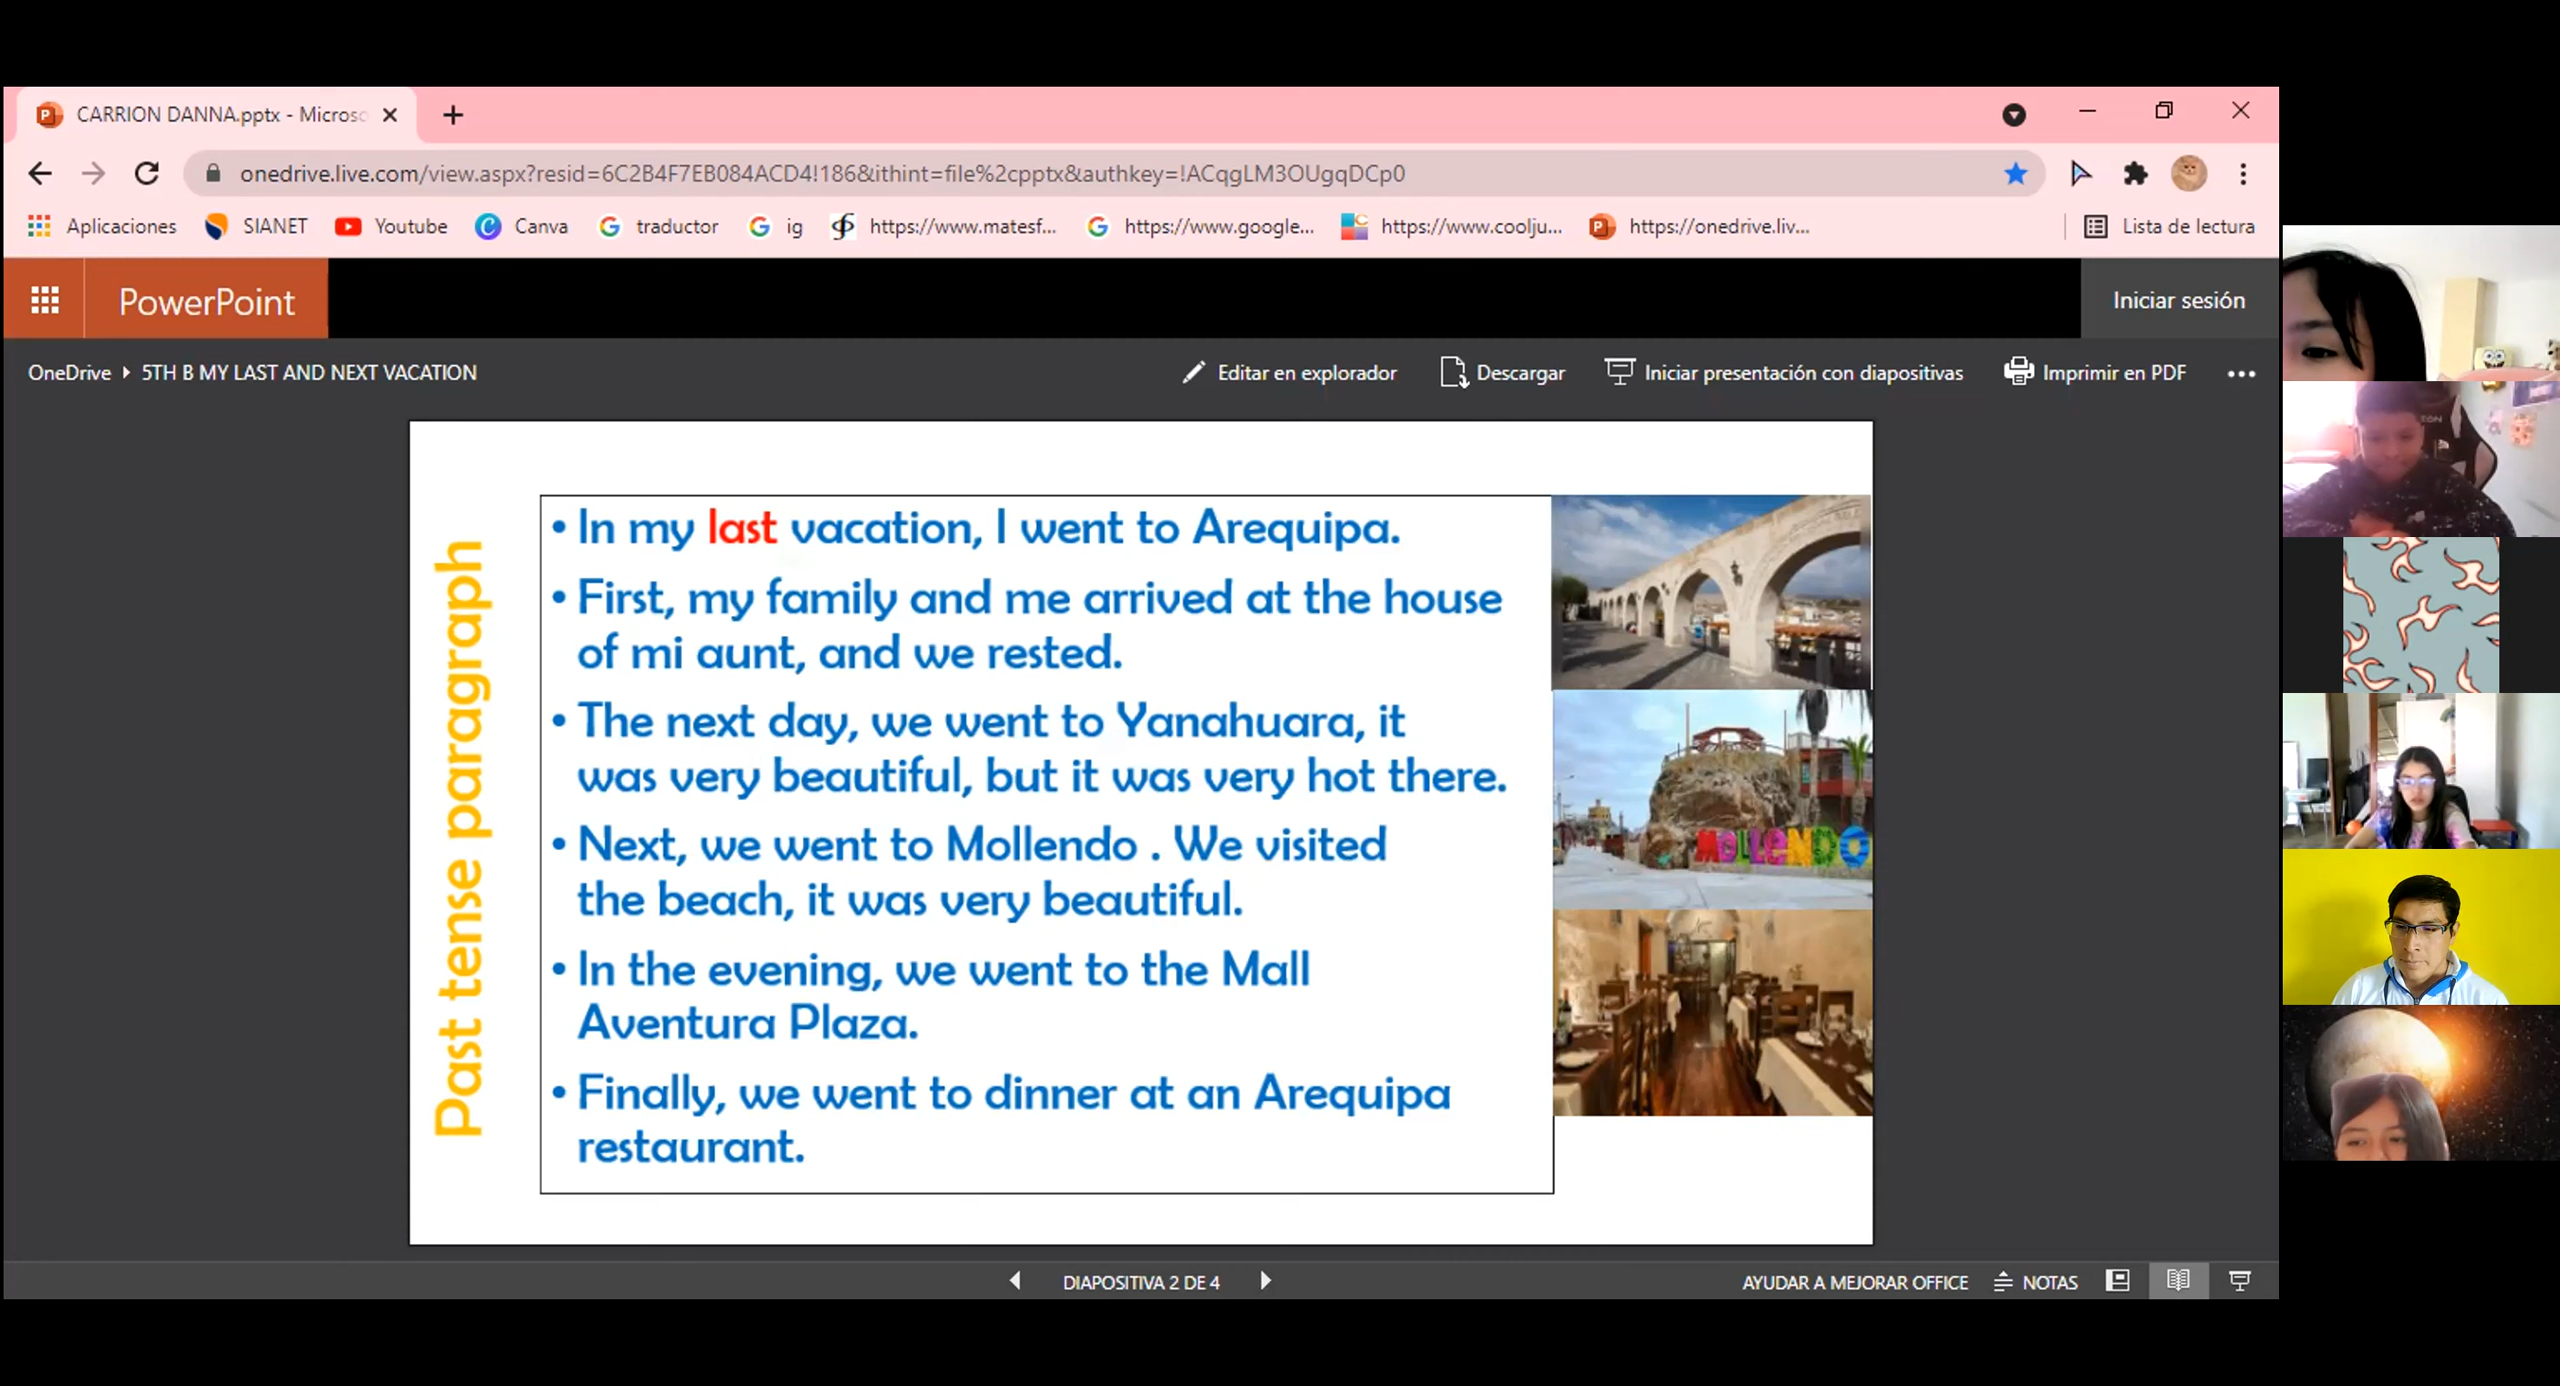 CARRION DANNA.pptx - Microso
onedrive.live.com/view.aspx?resid=6C2B4F7EB084ACD4!186&ithint=file%2cpptx&authkey=!ACqgLM3OUgqDCp0
Aplicaciones SIANET Youtube Canva traductor ig https://www.matesf... https://www.google... https://www.coolju... https://onedrive.liv... Lista de lectura
PowerPoint Iniciar sesión
OneDrive 5TH B MY LAST AND NEXT VACATION Editar en explorador Descargar Iniciar presentación con diapositivas Imprimir en PDF
Past tense paragraph
• In my last vacation, I went to Arequipa.
• First, my family and me arrived at the house
of mi aunt, and we rested.
• The next day, we went to Yanahuara, it
was very beautiful, but it was very hot there.
• Next, we went to Mollendo . We visited
the beach, it was very beautiful.
• In the evening, we went to the Mall
Aventura Plaza.
• Finally, we went to dinner at an Arequipa
restaurant.
MOLLENDO
DIAPOSITIVA 2 DE 4 AYUDAR A MEJORAR OFFICE NOTAS